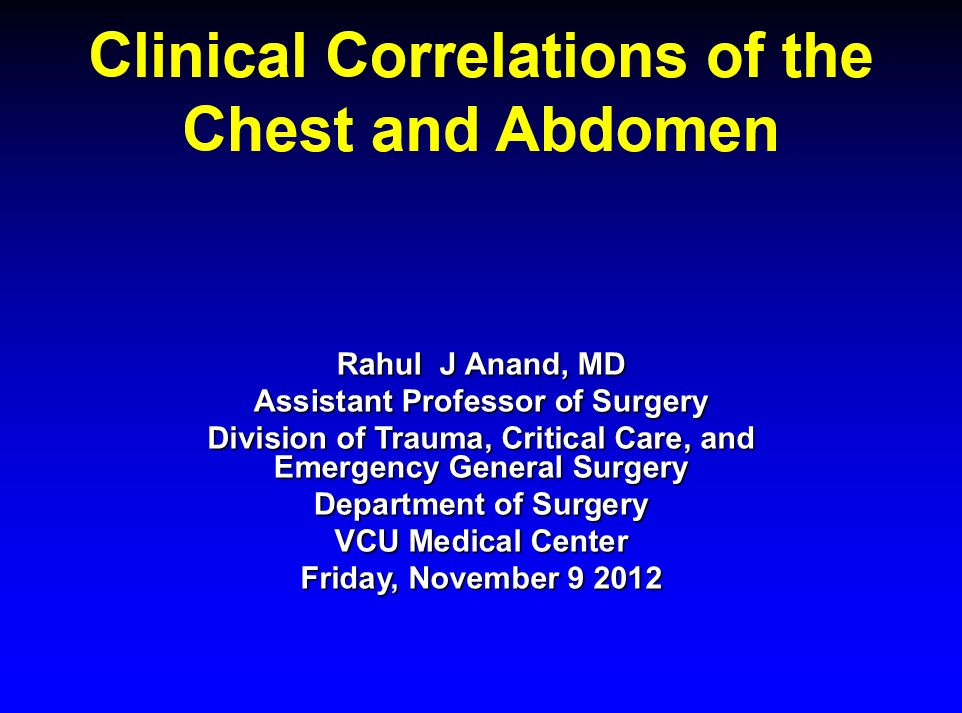 Clinical Correlations of the
Chest and Abdomen
Rahul J Anand, MD
Assistant Professor of Surgery
Division of Trauma, Critical Care, and
Emergency General Surgery
Department of Surgery
VCU Medical Center
Friday, November 9 2012